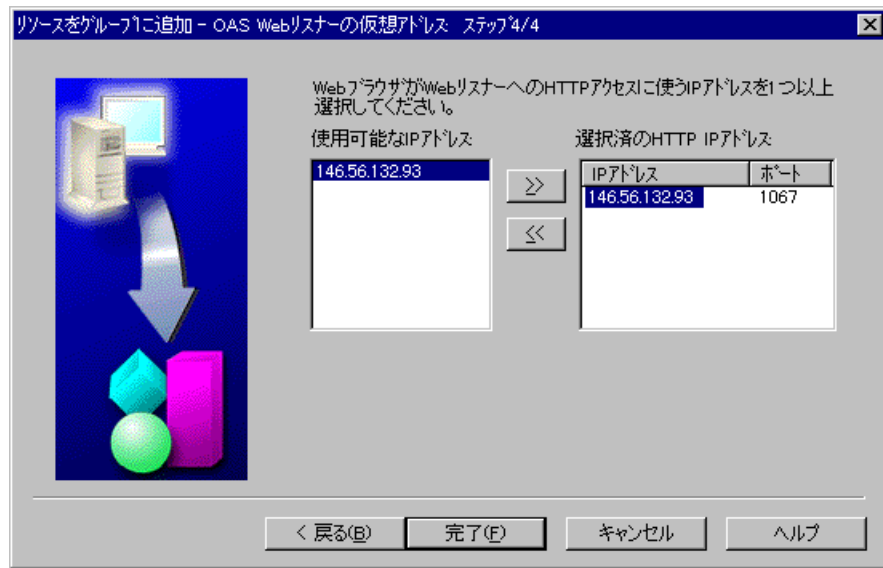 リソースをグループに追加 - OAS Webリスナーの仮想アドレス: ステップ4/4
WebブラウザがWebリスナーへのHTTPアクセスに使うIPアドレスを1つ以上
選択してください。
使用可能なIPアドレス:
選択済のHTTP IPアドレス:
146.56.132.93
>>
<<
IPアドレス ポート
146.56.132.93 1067
< 戻る(B)
完了(F)
キャンセル
ヘルプ